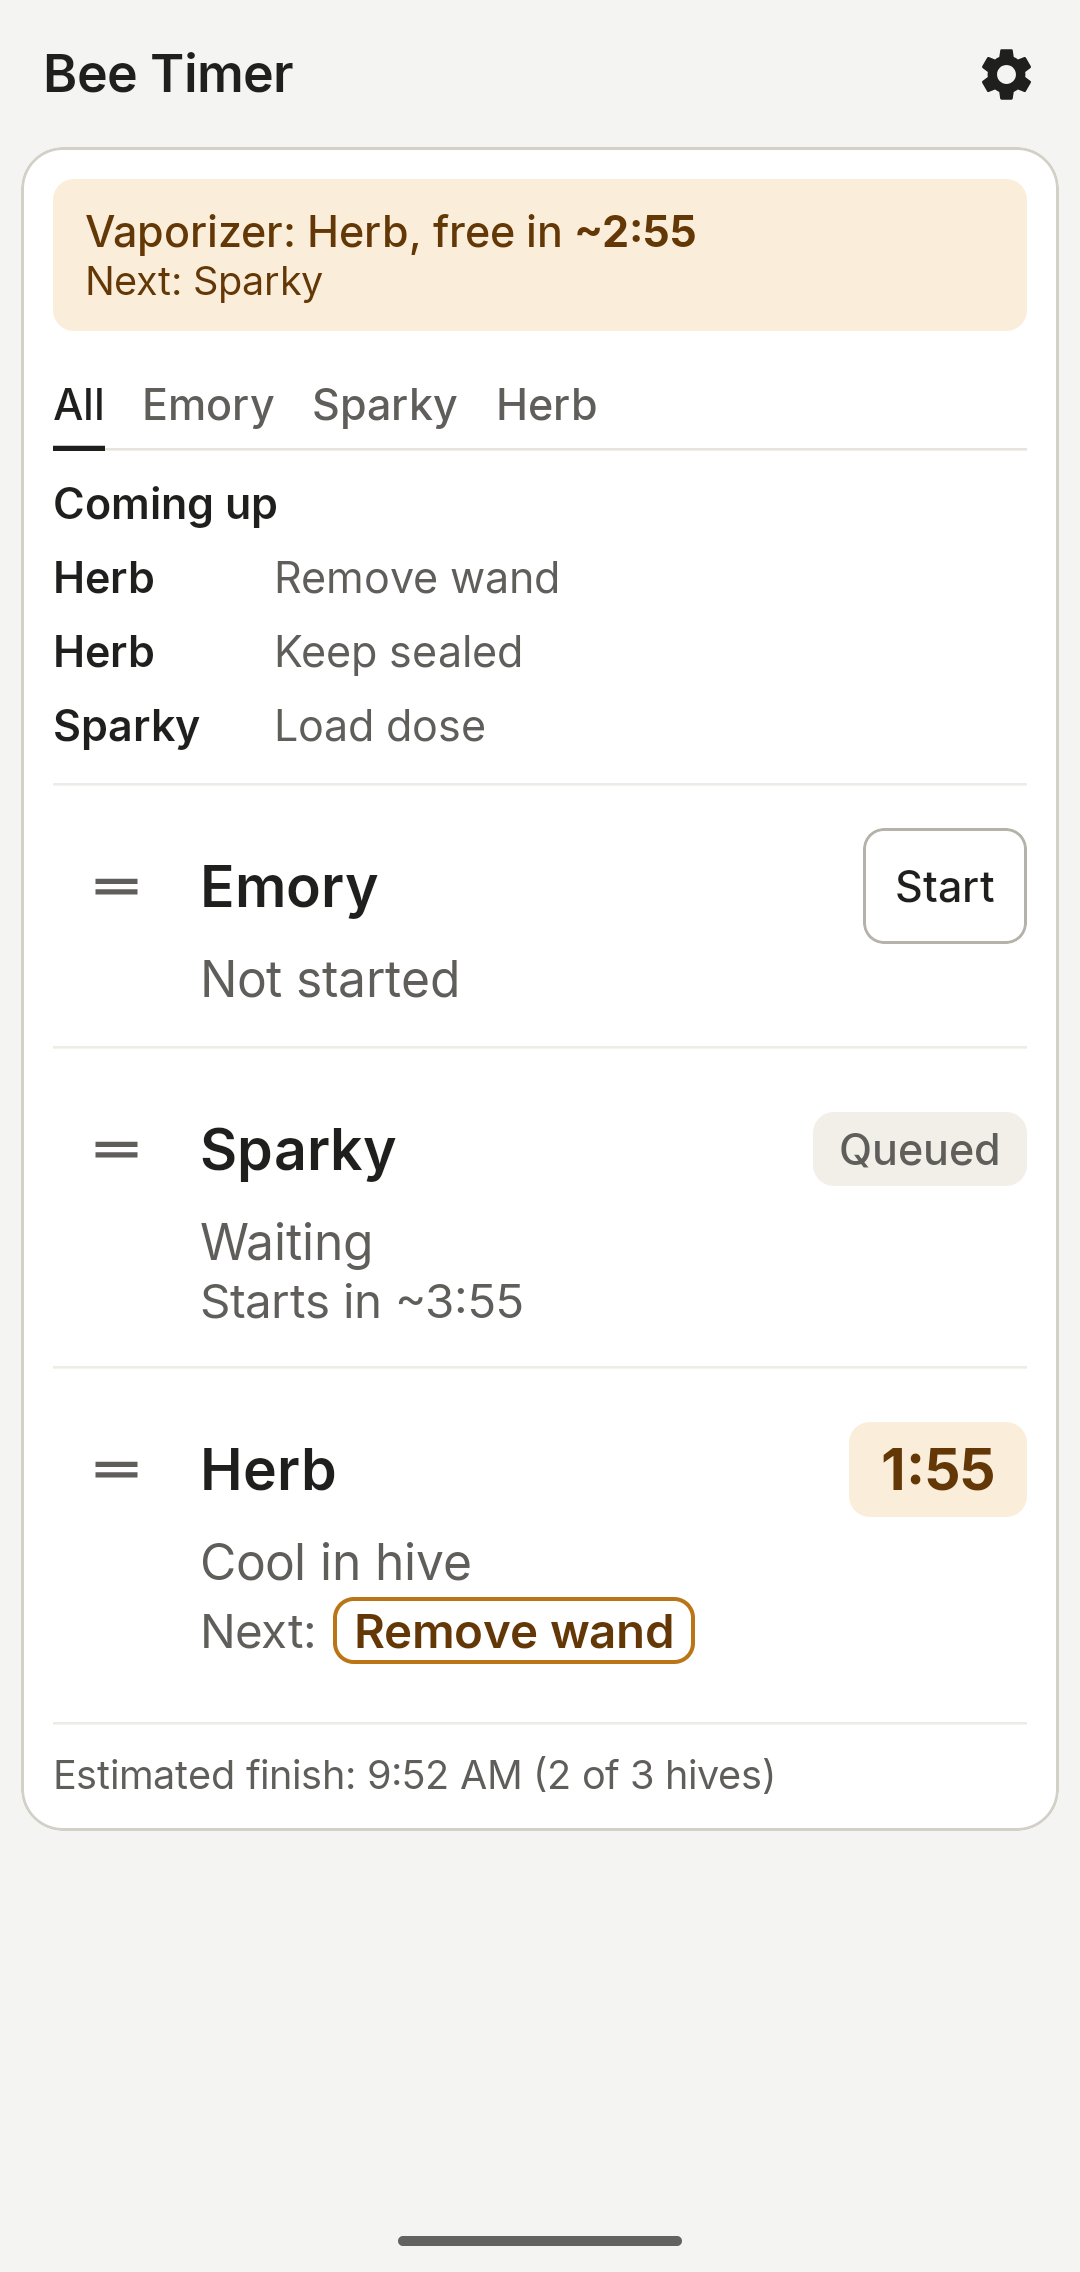 Bee Timer
Vaporizer: Herb, free in ~2:55
Next: Sparky
All Emory Sparky Herb
Coming up
Herb Remove wand
Herb Keep sealed
Sparky Load dose
Emory Start
Not started
Sparky Queued
Waiting
Starts in ~3:55
Herb 1:55
Cool in hive
Next: Remove wand
Estimated finish: 9:52 AM (2 of 3 hives)